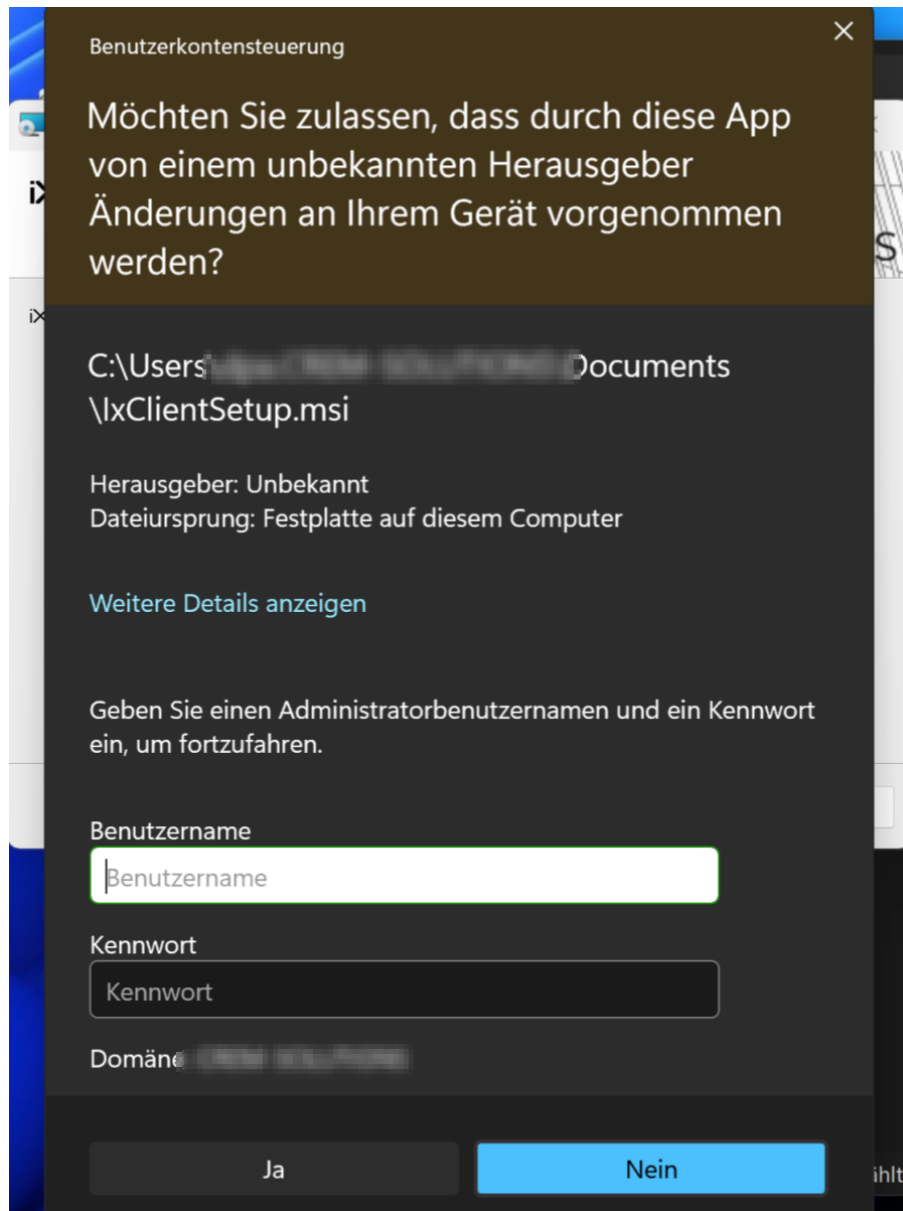 Benutzerkontensteuerung
Möchten Sie zulassen, dass durch diese App
von einem unbekannten Herausgeber
Änderungen an Ihrem Gerät vorgenommen
werden?
C:\Users Documents
\IxClientSetup.msi
Herausgeber: Unbekannt
Dateiursprung: Festplatte auf diesem Computer
Weitere Details anzeigen
Geben Sie einen Administratorbenutzernamen und ein Kennwort
ein, um fortzufahren.
Benutzername
Benutzername
Kennwort
Kennwort
Domäne
Ja
Nein